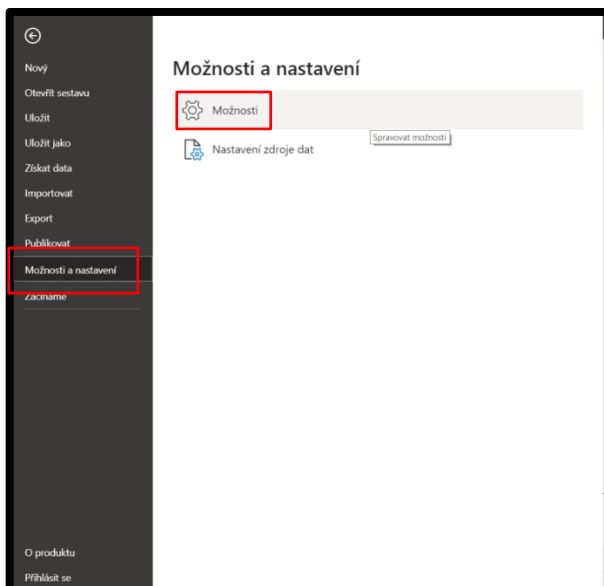 Nový
Otevřít sestavu
Uložit
Uložit jako
Získat data
Importovat
Export
Publikovat
Možnosti a nastavení
Začínáme
O produktu
Přihlásit se
Možnosti a nastavení
Možnosti
Spravovat možnosti
Nastavení zdroje dat